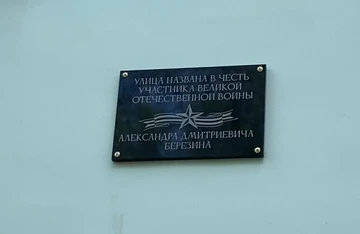 УЛИЦА НАЗВАНА В ЧЕСТЬ
УЧАСТНИКА ВЕЛИКОЙ
ОТЕЧЕСТВЕННОЙ ВОЙНЫ
АЛЕКСАНДРА ДМИТРИЕВИЧА
БЕРЕЗИНА